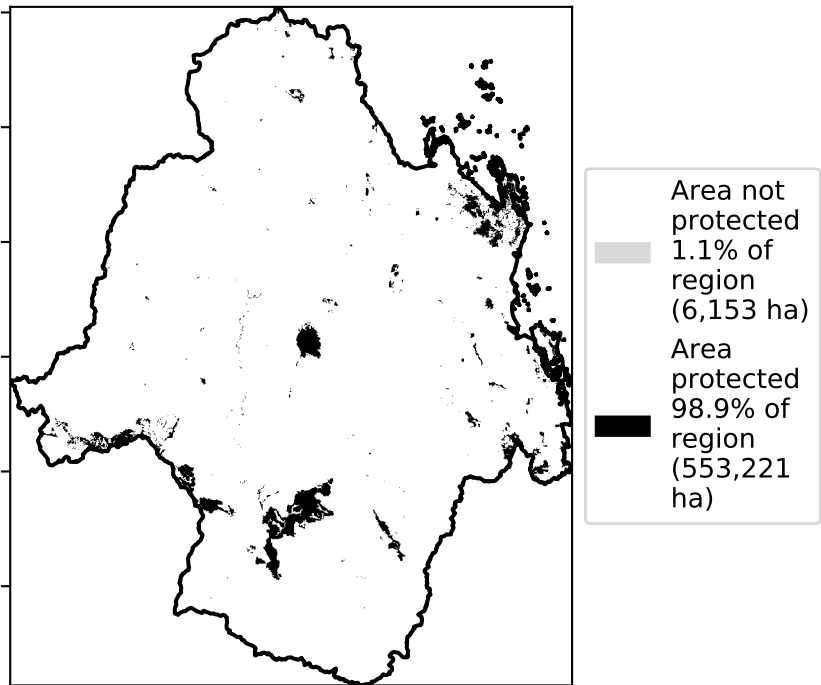 Area not
protected
1.1% of
region
(6,153 ha)
Area
protected
98.9% of
region
(553,221
ha)